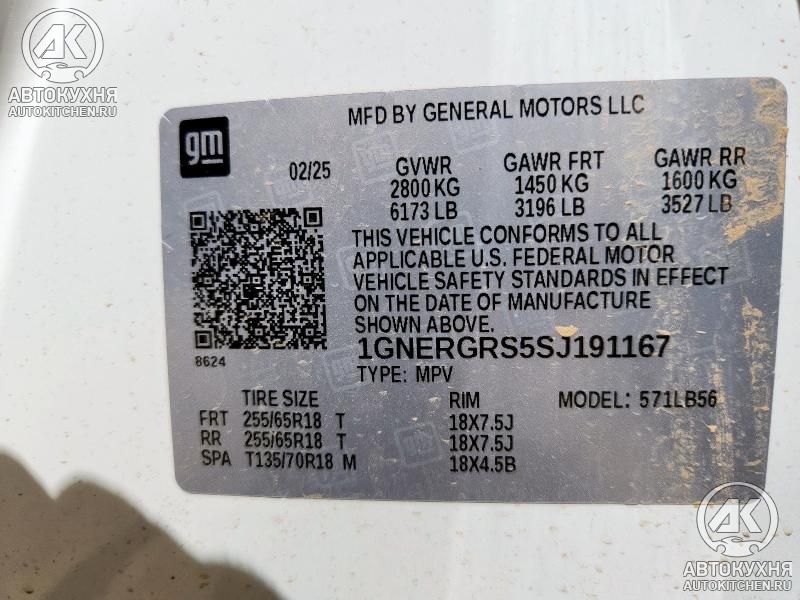 AK
АВТОКУХНЯ
AUTOKITCHEN.RU
gm
MFD BY GENERAL MOTORS LLC
02/25 GVWR GAWR FRT GAWR RR
2800 KG 1450 KG 1600 KG
6173 LB 3196 LB 3527 LB
THIS VEHICLE CONFORMS TO ALL
APPLICABLE U.S. FEDERAL MOTOR
VEHICLE SAFETY STANDARDS IN EFFECT
ON THE DATE OF MANUFACTURE
SHOWN ABOVE.
8624
1GNERGRS5SJ191167
TYPE: MPV
TIRE SIZE RIM MODEL: 571LB56
FRT 255/65R18 T 18X7.5J
RR 255/65R18 T 18X7.5J
SPA T135/70R18 M 18X4.5B
AK
АВТОКУХНЯ
AUTOKITCHEN.RU